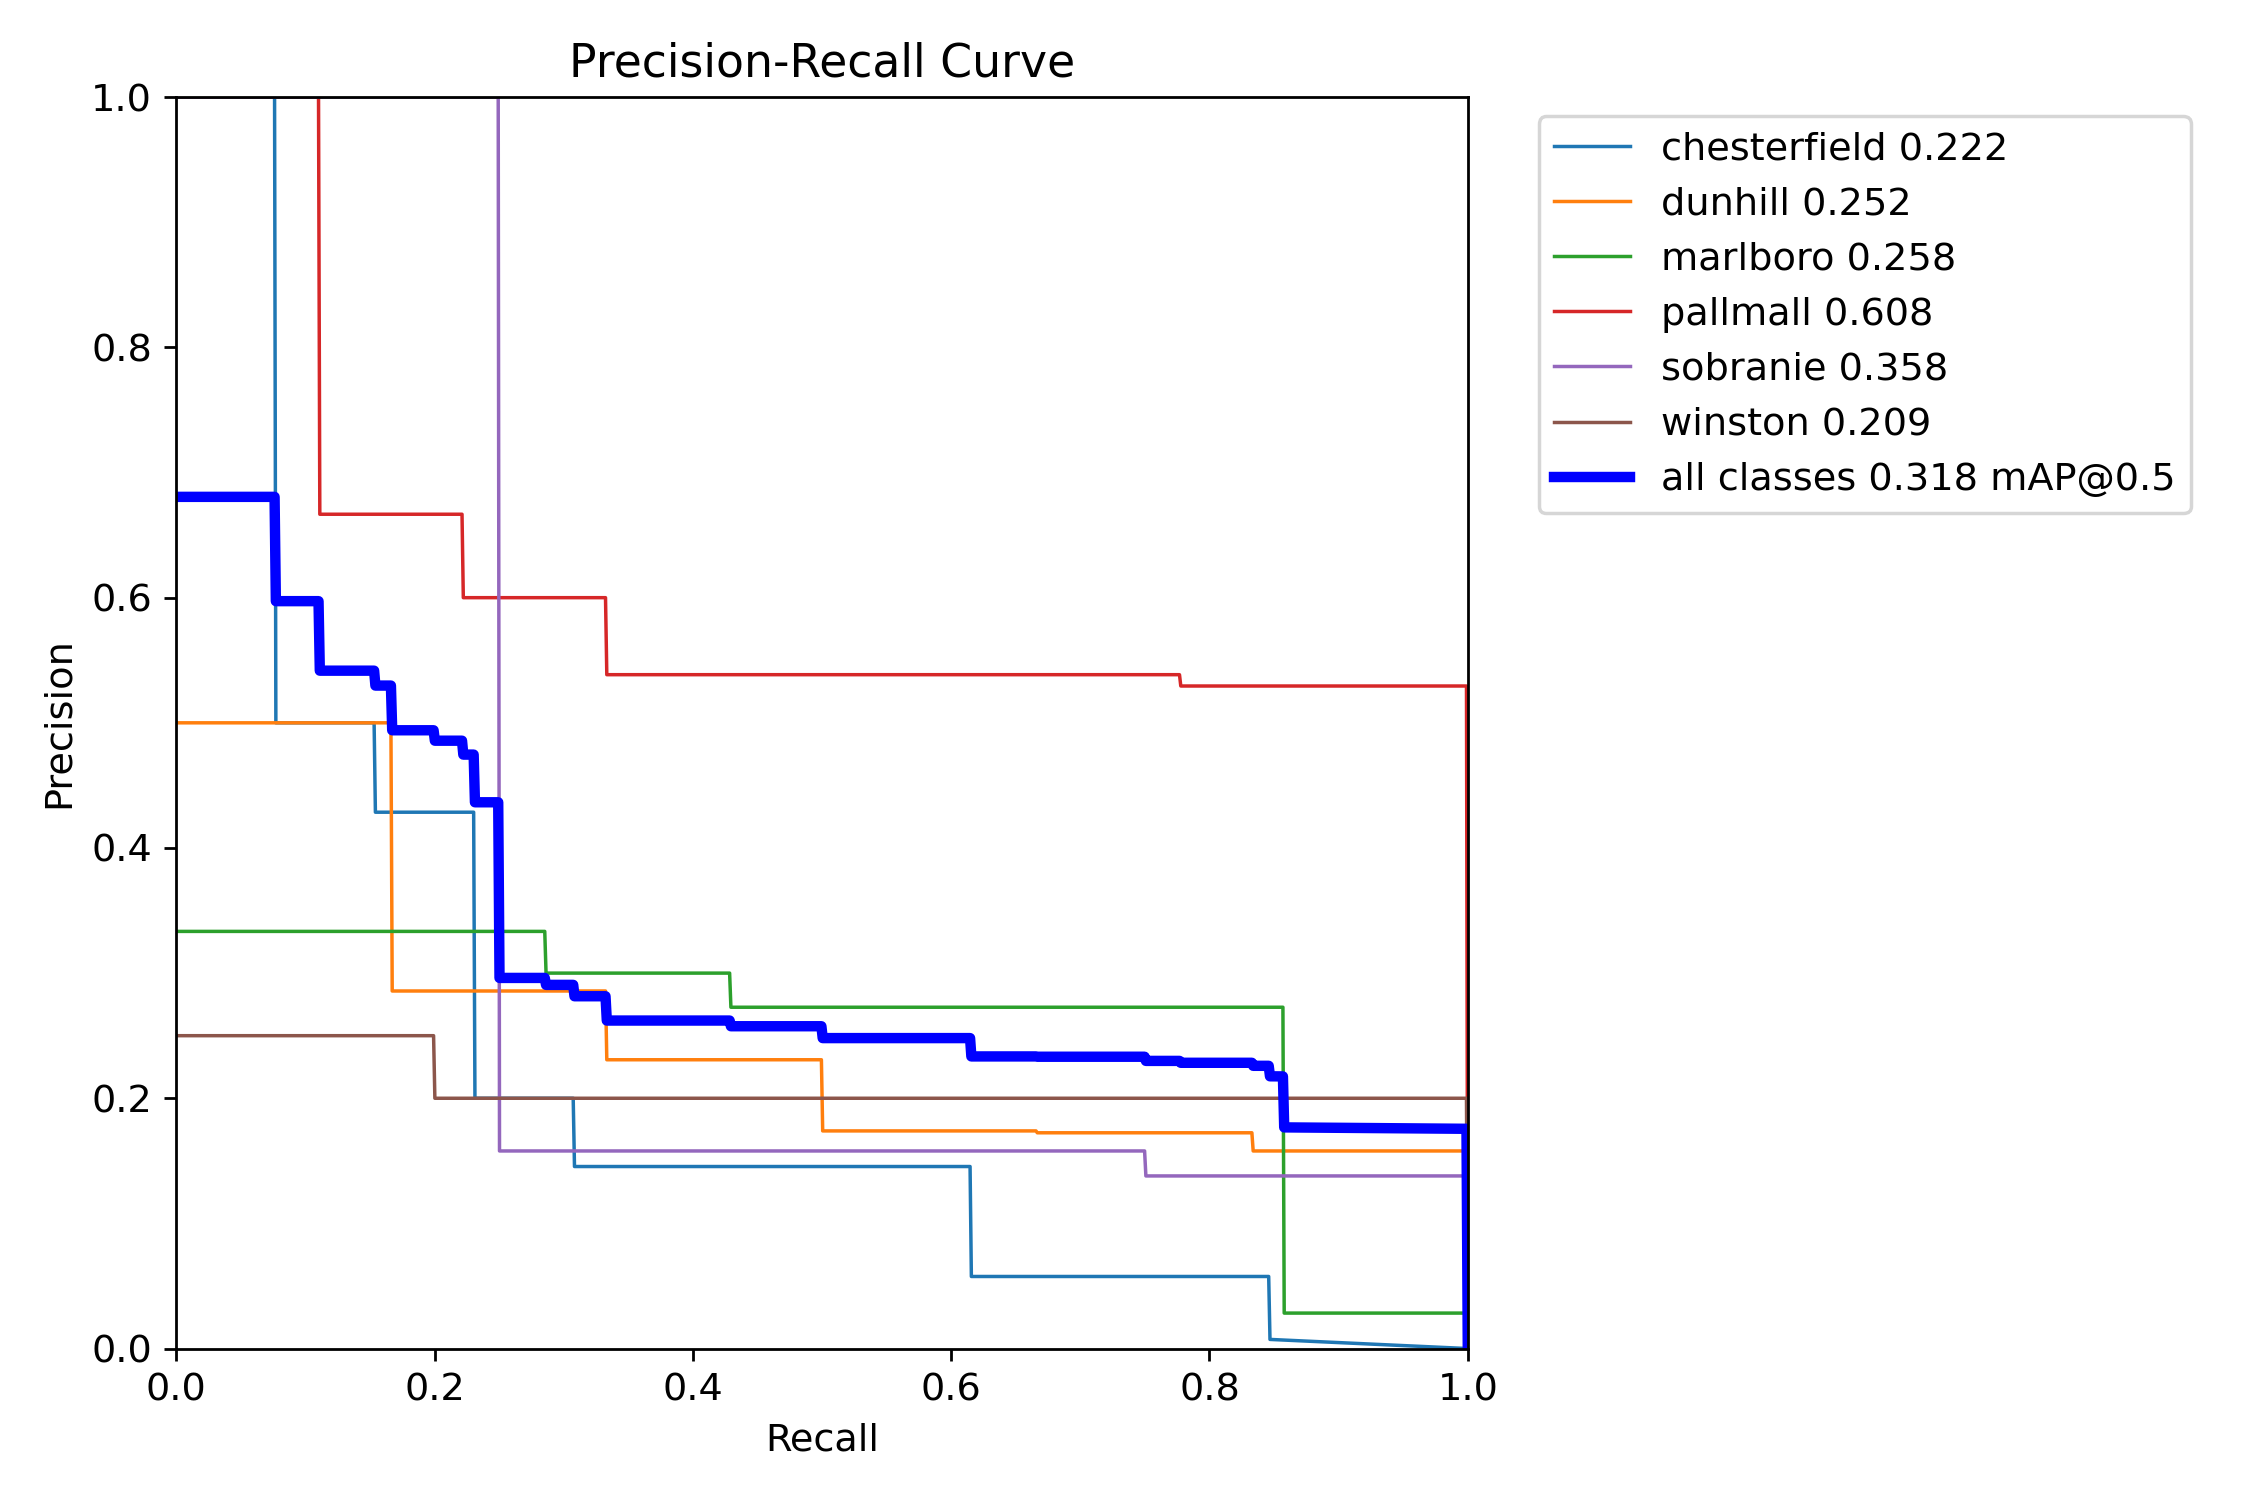 Precision-Recall Curve
1.0
0.8
0.6
0.4
0.2
0.0
Precision
0.0 0.2 0.4 0.6 0.8 1.0
Recall
chesterfield 0.222
dunhill 0.252
marlboro 0.258
pallmall 0.608
sobranie 0.358
winston 0.209
all classes 0.318 mAP@0.5